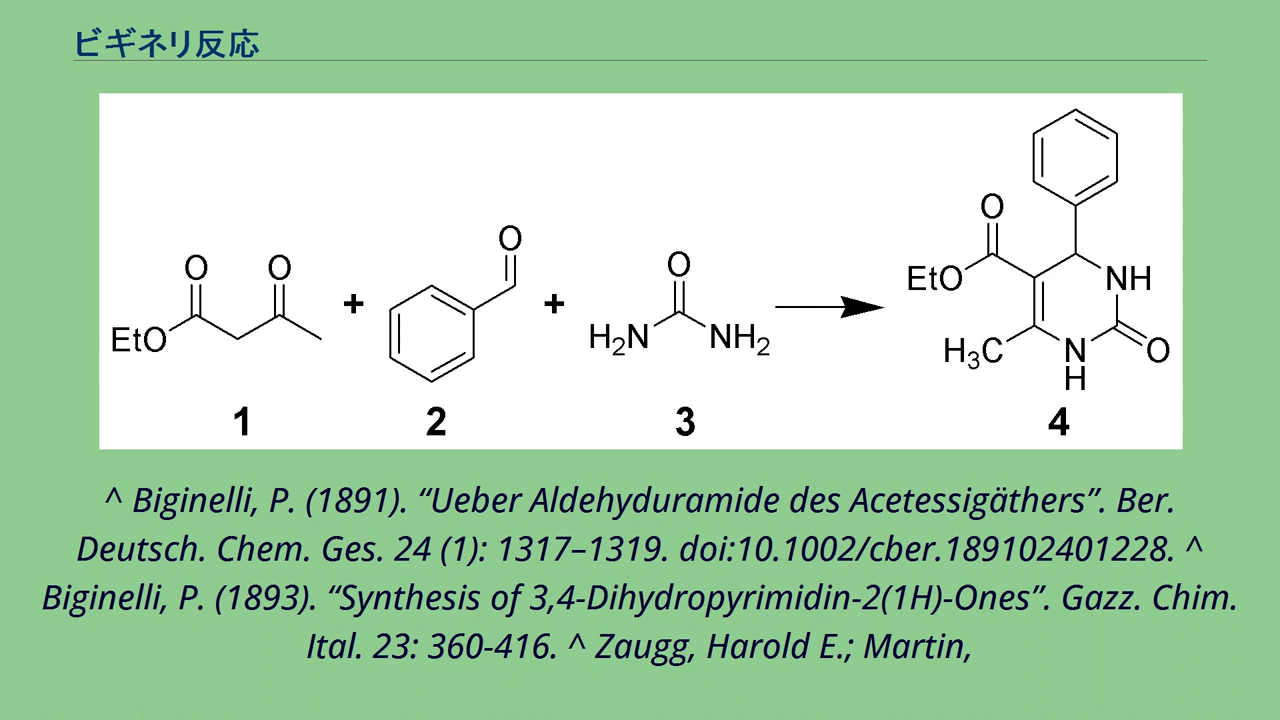 ビギネリ反応
O O O O O
EtO + + H₂N NH₂ EtO NH
H₃C N O
H
1 2 3 4
^ Biginelli, P. (1891). “Ueber Aldehyduramide des Acetessigäthers”. Ber.
Deutsch. Chem. Ges. 24 (1): 1317–1319. doi:10.1002/cber.189102401228. ^
Biginelli, P. (1893). “Synthesis of 3,4-Dihydropyrimidin-2(1H)-Ones”. Gazz. Chim.
Ital. 23: 360-416. ^ Zaugg, Harold E.; Martin,